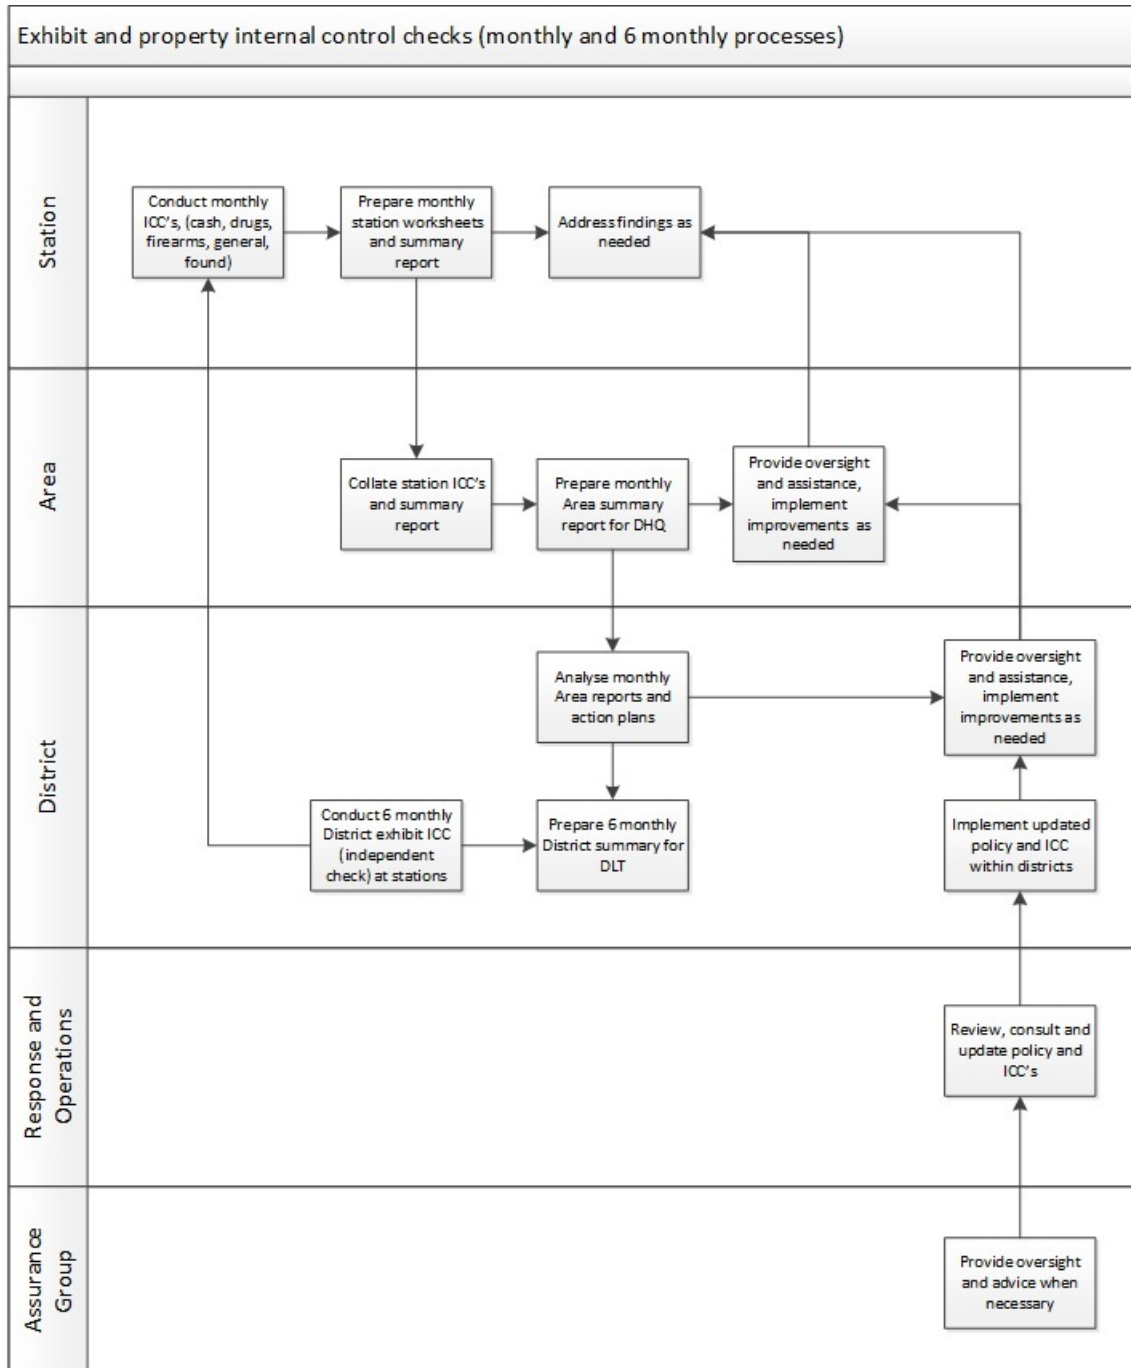 Exhibit and property internal control checks (monthly and 6 monthly processes)
Station
Conduct monthly
ICC's, (cash, drugs,
firearms, general,
found)
Prepare monthly
station worksheets
and summary
report
Address findings as
needed
Area
Collate station ICC's
and summary
report
Prepare monthly
Area summary
report for DHQ
Provide oversight
and assistance,
implement
improvements as
needed
District
Analyse monthly
Area reports and
action plans
Provide oversight
and assistance,
implement
improvements as
needed
Conduct 6 monthly
District exhibit ICC
(independent
check) at stations
Prepare 6 monthly
District summary for
DLT
Implement updated
policy and ICC
within districts
Response and
Operations
Review, consult and
update policy and
ICC's
Assurance
Group
Provide oversight
and advice when
necessary